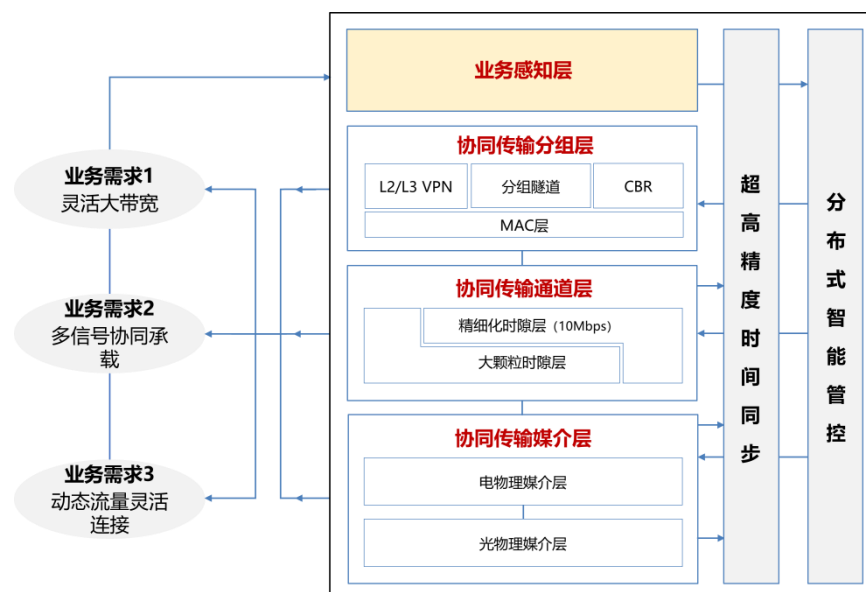 业务感知层
协同传输分组层
L2/L3 VPN
分组隧道
CBR
MAC层
协同传输通道层
精细化时隙层（10Mbps）
大颗粒时隙层
协同传输媒介层
电物理媒介层
光物理媒介层
业务需求1
灵活大带宽
业务需求2
多信号协同承
载
业务需求3
动态流量灵活
连接
超
高
精
度
时
间
同
步
分
布
式
智
能
管
控